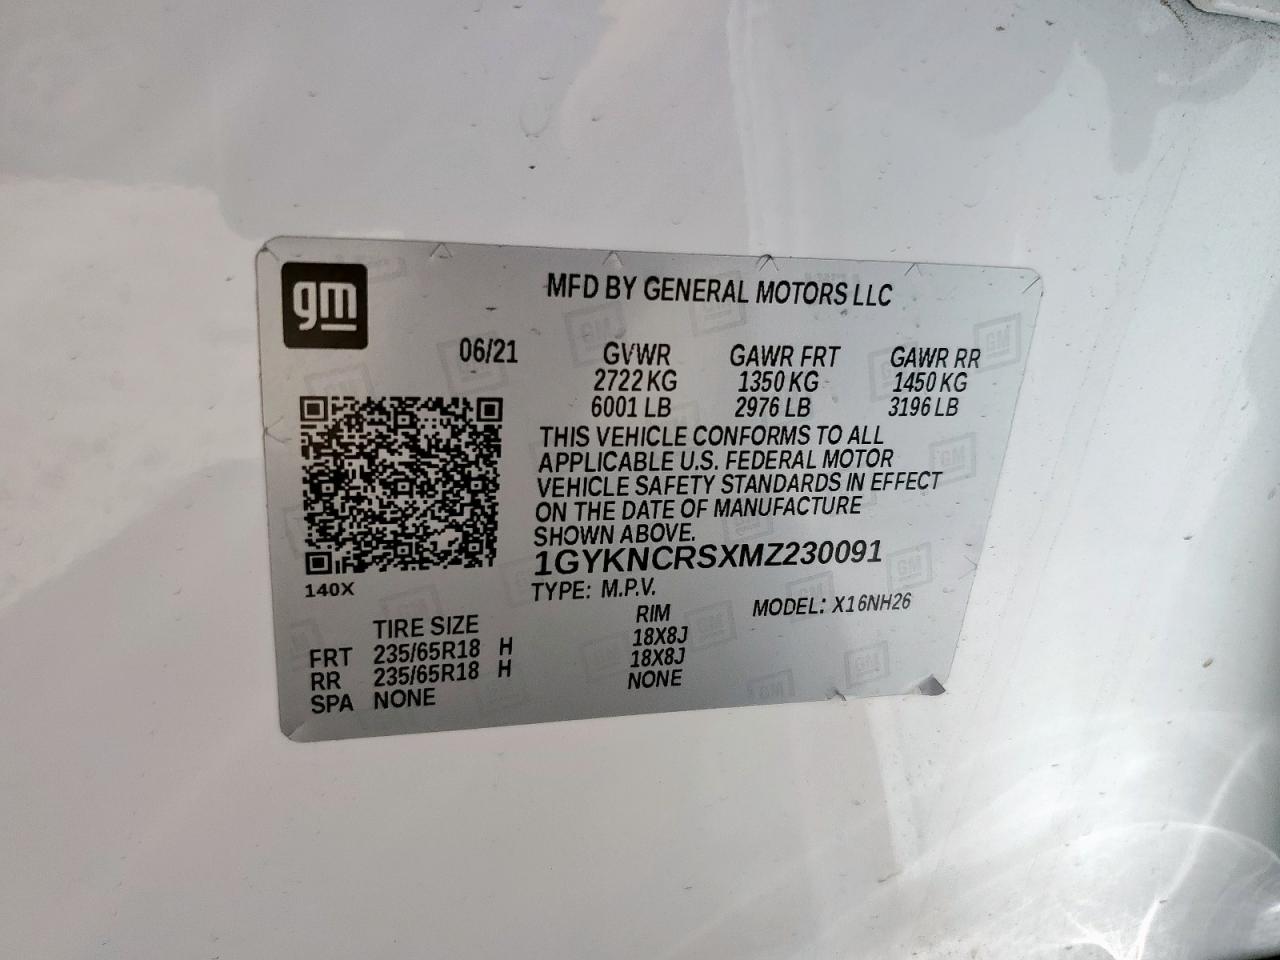 gm
MFD BY GENERAL MOTORS LLC
06/21 GVWR GAWR FRT GAWR RR
2722 KG 1350 KG 1450 KG
6001 LB 2976 LB 3196 LB
THIS VEHICLE CONFORMS TO ALL
APPLICABLE U.S. FEDERAL MOTOR
VEHICLE SAFETY STANDARDS IN EFFECT
ON THE DATE OF MANUFACTURE
SHOWN ABOVE.
1GYKNCRSXMZ230091
140X
TYPE: M.P.V. MODEL: X16NH26
TIRE SIZE RIM
FRT 235/65R18 H 18X8J
RR 235/65R18 H 18X8J
SPA NONE NONE